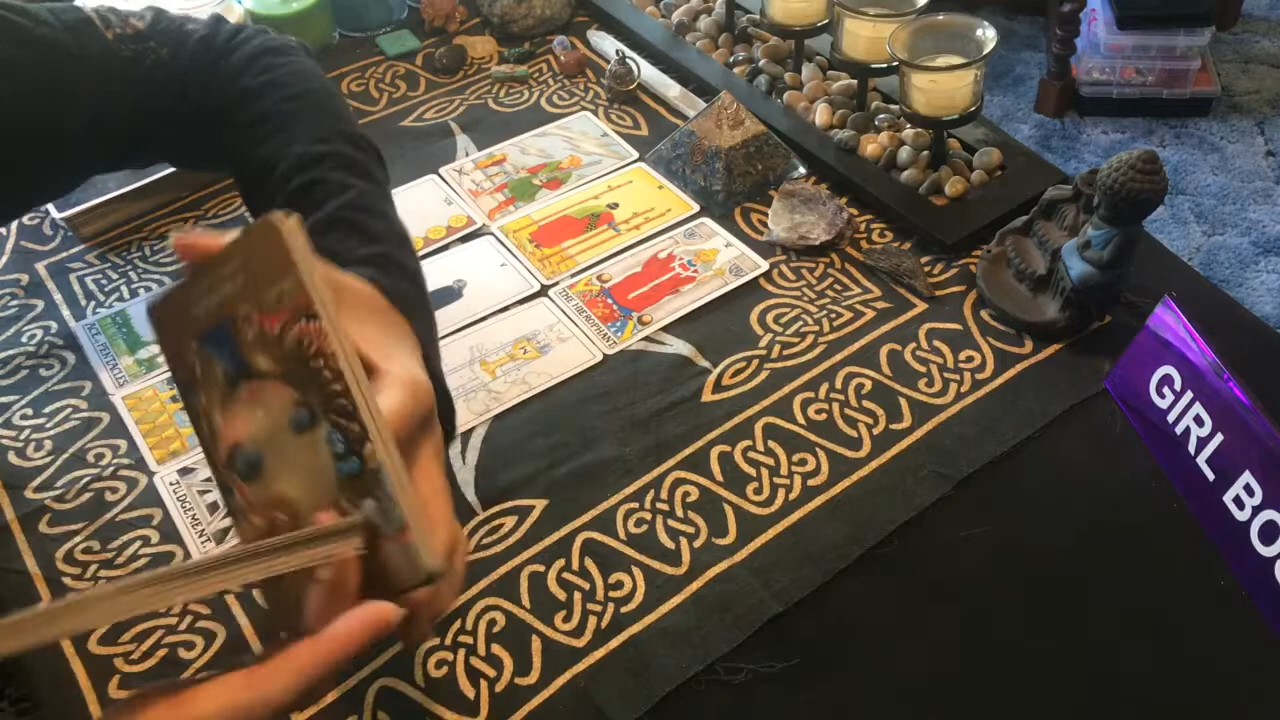 THE HIEROPHANT
ACE of PENTACLES
JUDGEMENT.
GIRL BO